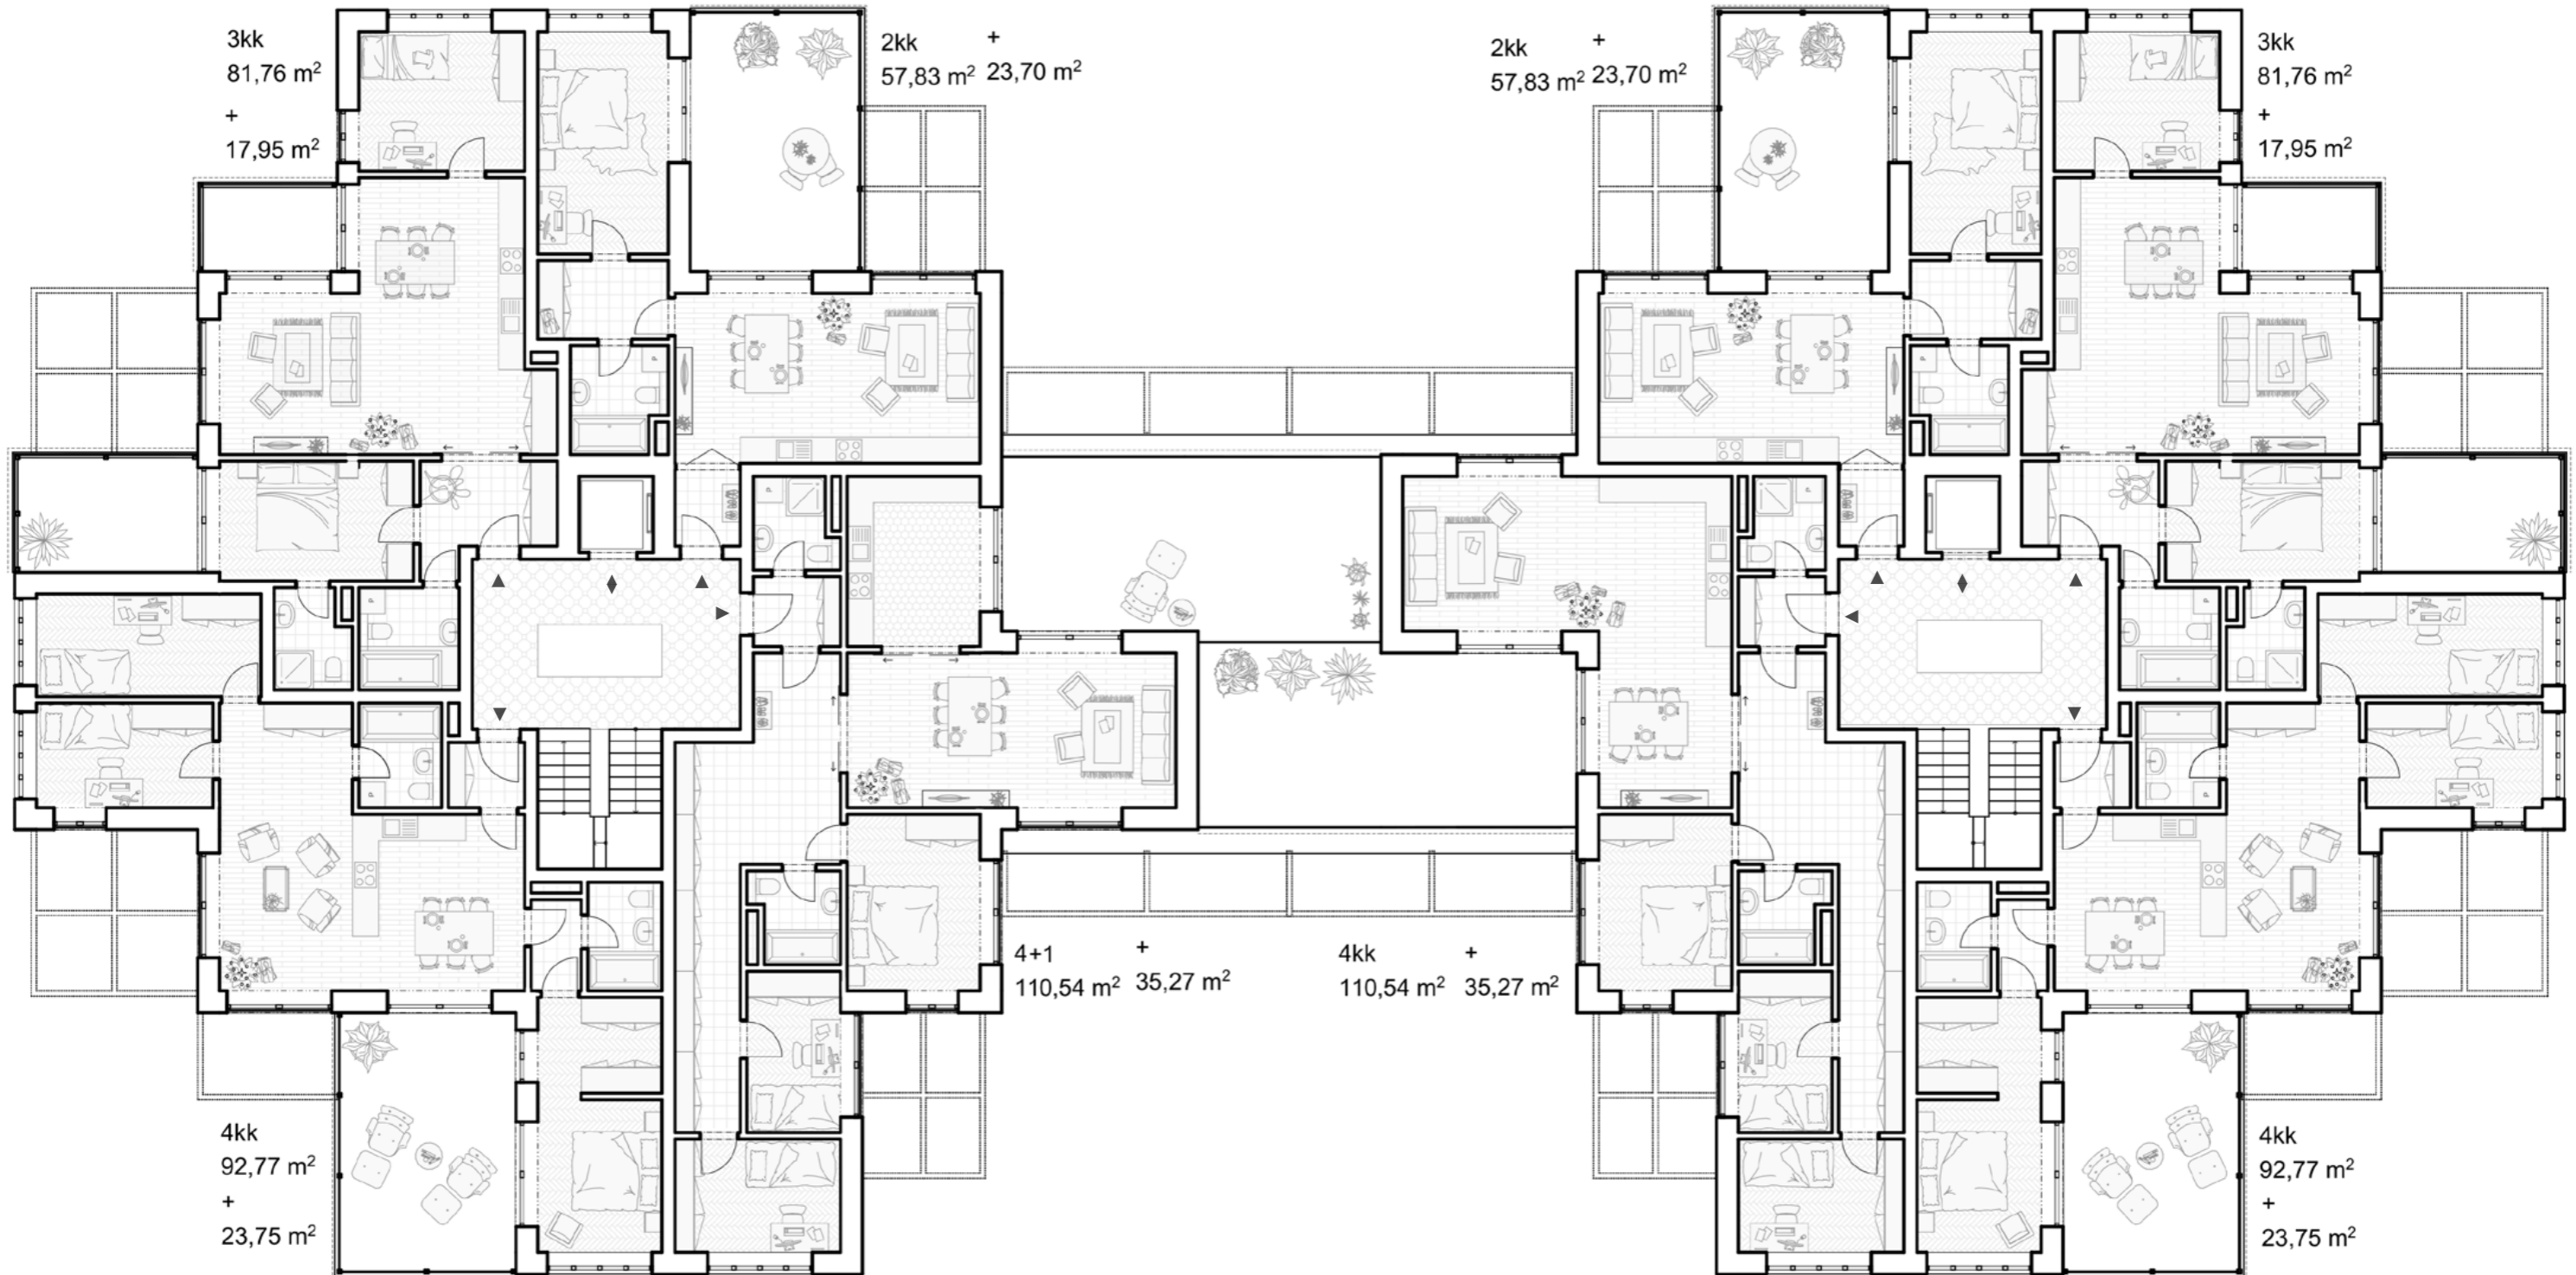 3kk
81,76 m²
+
17,95 m²
2kk +
57,83 m² 23,70 m²
2kk +
57,83 m² 23,70 m²
3kk
81,76 m²
+
17,95 m²
4+1 +
110,54 m² 35,27 m²
4kk +
110,54 m² 35,27 m²
4kk
92,77 m²
+
23,75 m²
4kk
92,77 m²
+
23,75 m²